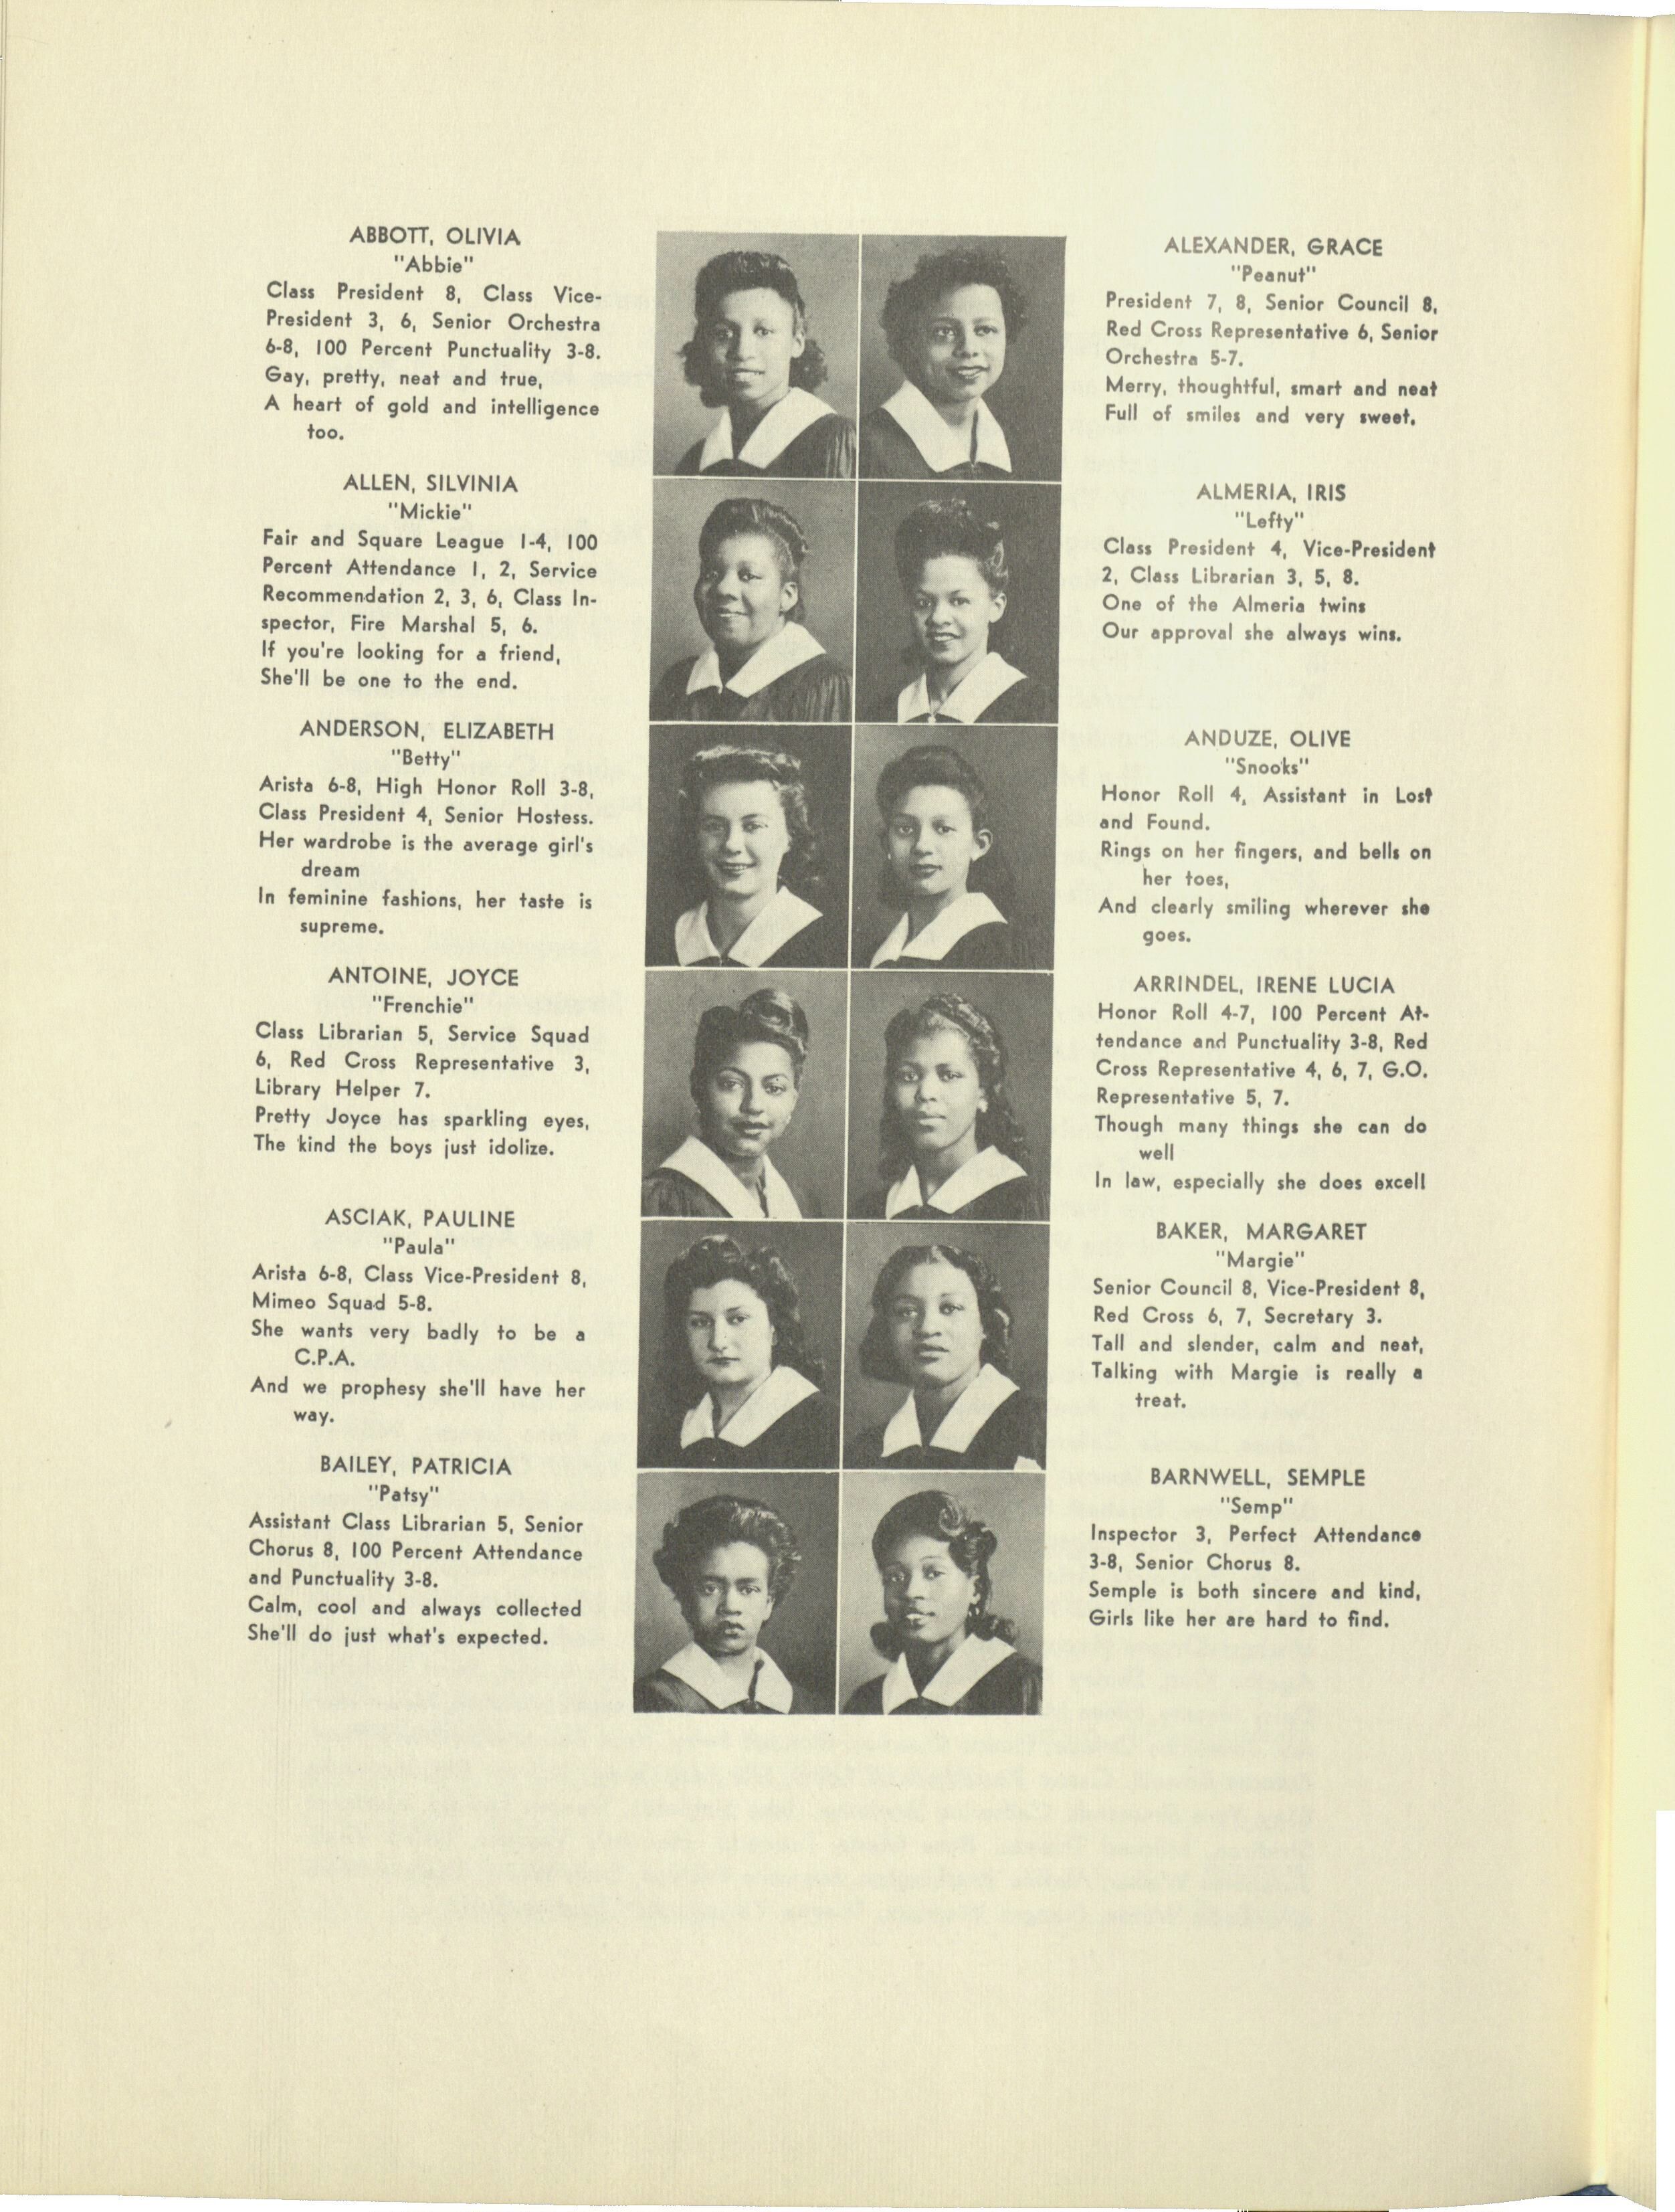 ABBOTT, OLIVIA
"Abbie"
Class President 8, Class Vice-
President 3, 6, Senior Orchestra
6-8, 100 Percent Punctuality 3-8.
Gay, pretty, neat and true,
A heart of gold and intelligence
too.
ALLEN, SILVINIA
"Mickie"
Fair and Square League 1-4, 100
Percent Attendance 1, 2, Service
Recommendation 2, 3, 6, Class In-
spector, Fire Marshal 5, 6.
If you're looking for a friend,
She'll be one to the end.
ANDERSON, ELIZABETH
"Betty"
Arista 6-8, High Honor Roll 3-8,
Class President 4, Senior Hostess.
Her wardrobe is the average girl's
dream
In feminine fashions, her taste is
supreme.
ANTOINE, JOYCE
"Frenchie"
Class Librarian 5, Service Squad
6, Red Cross Representative 3,
Library Helper 7.
Pretty Joyce has sparkling eyes,
The kind the boys just idolize.
ASCIAK, PAULINE
"Paula"
Arista 6-8, Class Vice-President 8,
Mimeo Squad 5-8.
She wants very badly to be a
C.P.A.
And we prophesy she'll have her
way.
BAILEY, PATRICIA
"Patsy"
Assistant Class Librarian 5, Senior
Chorus 8, 100 Percent Attendance
and Punctuality 3-8.
Calm, cool and always collected
She'll do just what's expected.
ALEXANDER, GRACE
"Peanut"
President 7, 8, Senior Council 8,
Red Cross Representative 6, Senior
Orchestra 5-7.
Merry, thoughtful, smart and neat
Full of smiles and very sweet.
ALMERIA, IRIS
"Lefty"
Class President 4, Vice-President
2, Class Librarian 3, 5, 8.
One of the Almeria twins
Our approval she always wins.
ANDUZE, OLIVE
"Snooks"
Honor Roll 4, Assistant in Lost
and Found.
Rings on her fingers, and bells on
her toes,
And clearly smiling wherever she
goes.
ARRINDEL, IRENE LUCIA
Honor Roll 4-7, 100 Percent At-
tendance and Punctuality 3-8, Red
Cross Representative 4, 6, 7, G.O.
Representative 5, 7.
Though many things she can do
well
In law, especially she does excell
BAKER, MARGARET
"Margie"
Senior Council 8, Vice-President 8,
Red Cross 6, 7, Secretary 3.
Tall and slender, calm and neat,
Talking with Margie is really a
treat.
BARNWELL, SEMPLE
"Semp"
Inspector 3, Perfect Attendance
3-8, Senior Chorus 8.
Semple is both sincere and kind,
Girls like her are hard to find.